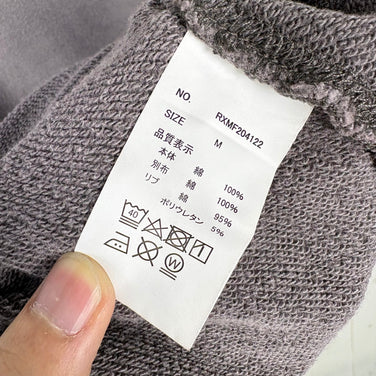 NO. RXMF204122
SIZE M
品質表示
本体 綿 100%
別布 綿 100%
リブ 綿 95%
ポリウレタン 5%
40
W